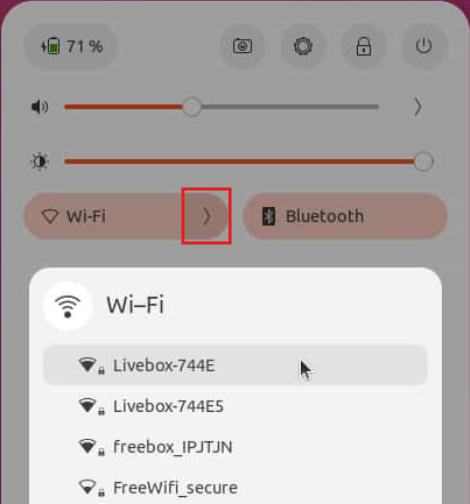 71 %
Wi-Fi
Bluetooth
Wi–Fi
Livebox-744E
Livebox-744E5
freebox_IPJTJN
FreeWifi_secure